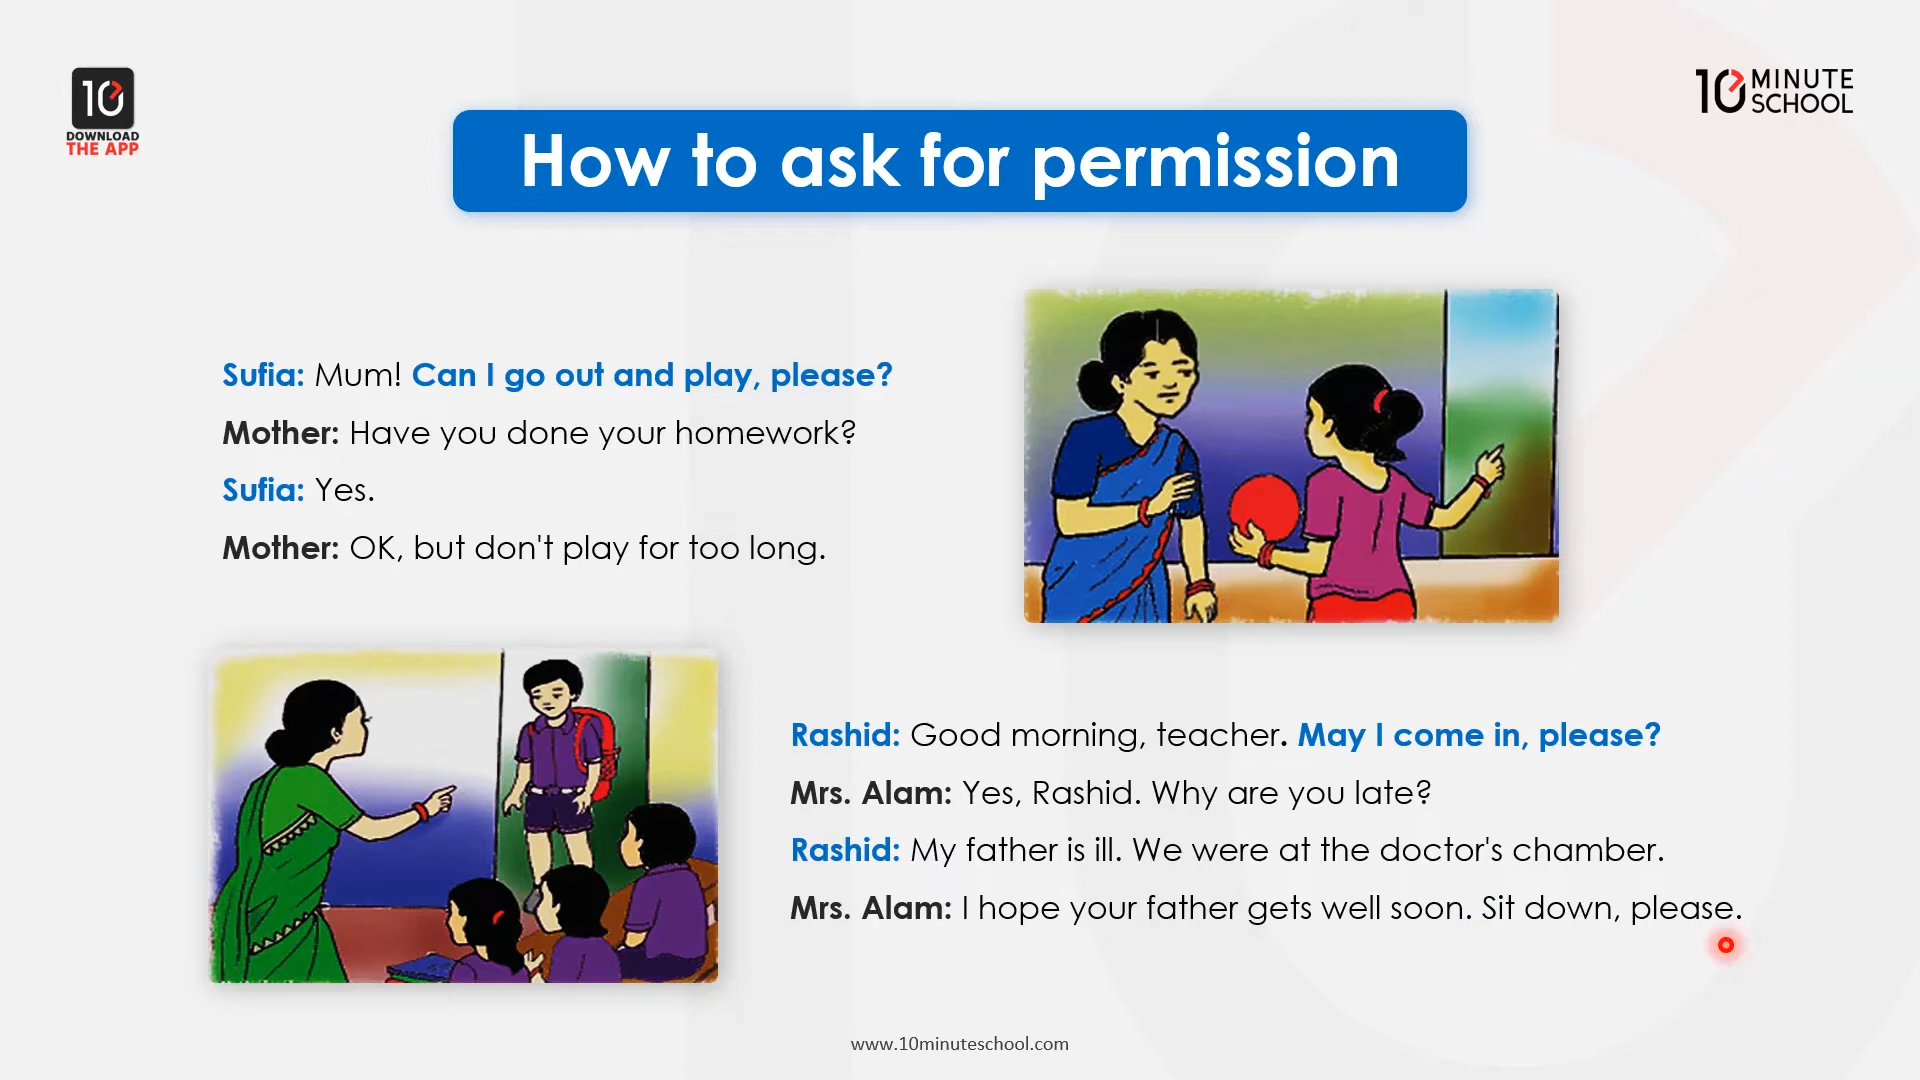 10
DOWNLOAD
THE APP
10 MINUTE
SCHOOL
How to ask for permission
Sufia: Mum! Can I go out and play, please?
Mother: Have you done your homework?
Sufia: Yes.
Mother: OK, but don't play for too long.
Rashid: Good morning, teacher. May I come in, please?
Mrs. Alam: Yes, Rashid. Why are you late?
Rashid: My father is ill. We were at the doctor's chamber.
Mrs. Alam: I hope your father gets well soon. Sit down, please.
www.10minuteschool.com